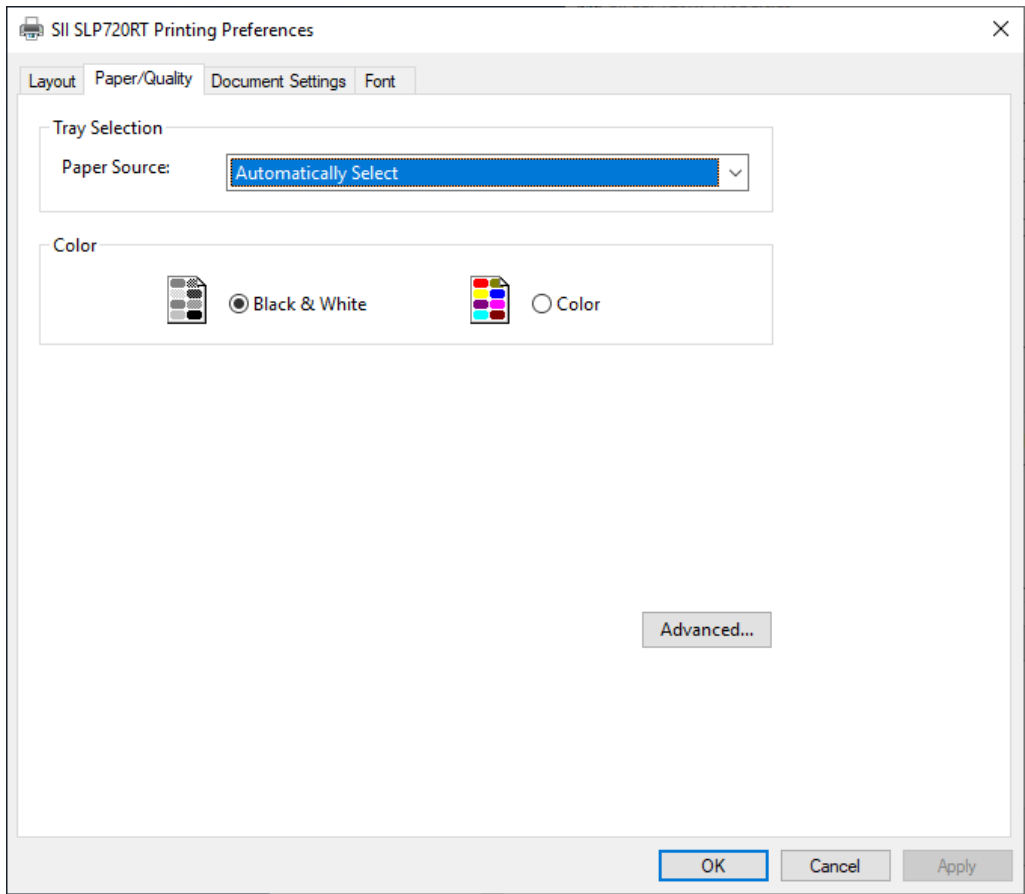 SII SLP720RT Printing Preferences
Layout Paper/Quality Document Settings Font
Tray Selection
Paper Source: Automatically Select
Color
Black & White Color
Advanced...
OK Cancel Apply